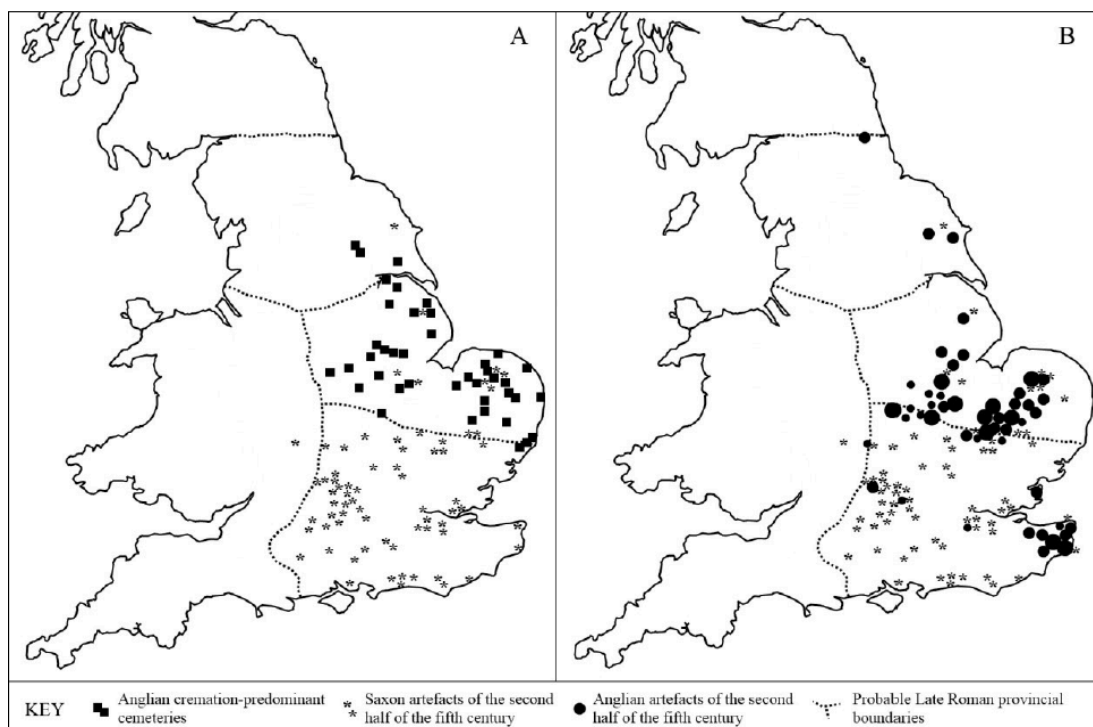 A
B
KEY
Anglian cremation-predominant
cemeteries
Saxon artefacts of the second
half of the fifth century
Anglian artefacts of the second
half of the fifth century
Probable Late Roman provincial
boundaries